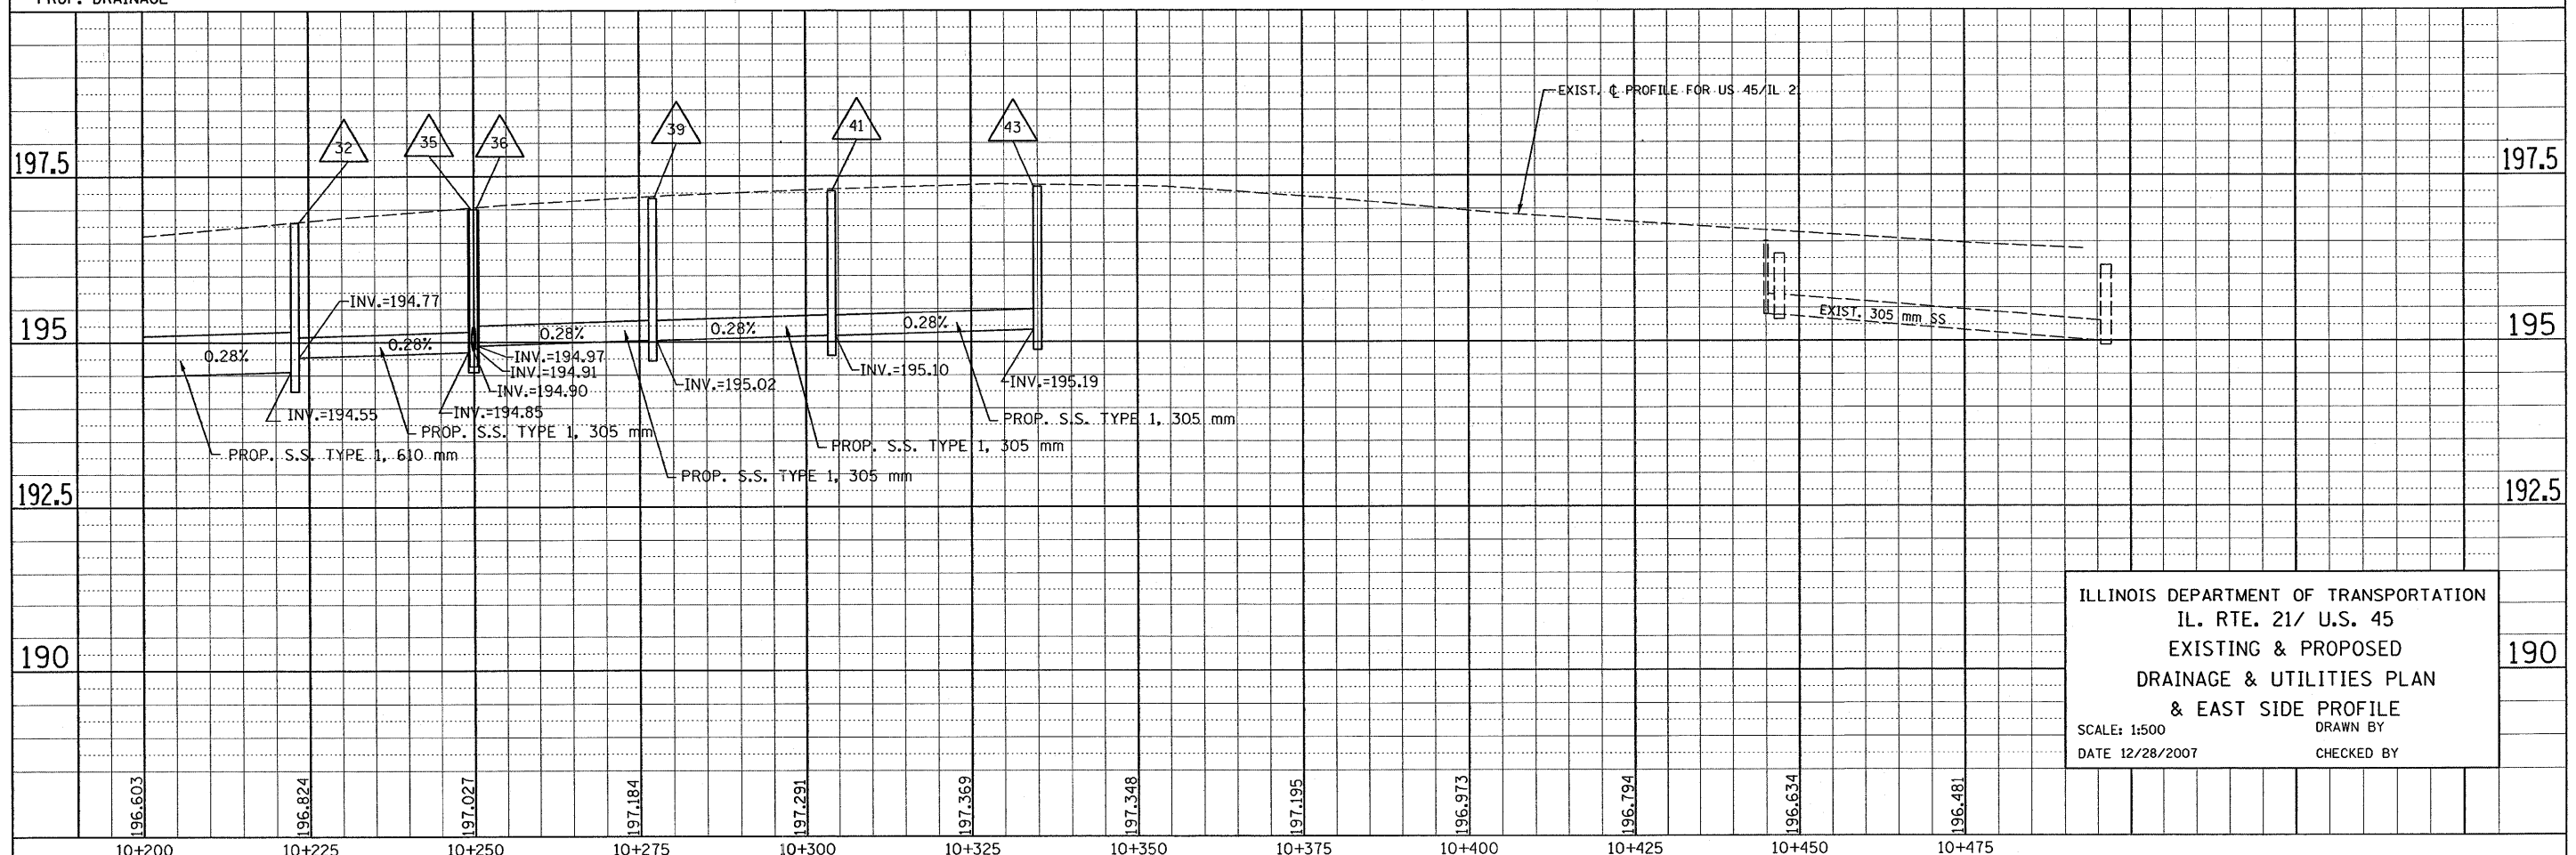 PROP. DRAINAGE
EXIST. ℄ PROFILE FOR US 45/IL 2
32
35
36
39
41
43
197.5
197.5
INV.=194.77
195
195
0.28%
0.28%
0.28%
0.28%
0.28%
EXIST. 305 mm SS
INV.=194.97
INV.=194.91
INV.=194.90
INV.=194.85
INV.=194.55
INV.=195.02
INV.=195.10
INV.=195.19
PROP. S.S. TYPE 1, 610 mm
PROP. S.S. TYPE 1, 305 mm
PROP. S.S. TYPE 1, 305 mm
PROP. S.S. TYPE 1, 305 mm
PROP. S.S. TYPE 1, 305 mm
192.5
192.5
190
190
ILLINOIS DEPARTMENT OF TRANSPORTATION
IL. RTE. 21/ U.S. 45
EXISTING & PROPOSED
DRAINAGE & UTILITIES PLAN
& EAST SIDE PROFILE
SCALE: 1:500 DRAWN BY
DATE 12/28/2007 CHECKED BY
196.603
196.824
197.027
197.184
197.291
197.369
197.348
197.195
196.973
196.794
196.634
196.481
10+200
10+225
10+250
10+275
10+300
10+325
10+350
10+375
10+400
10+425
10+450
10+475